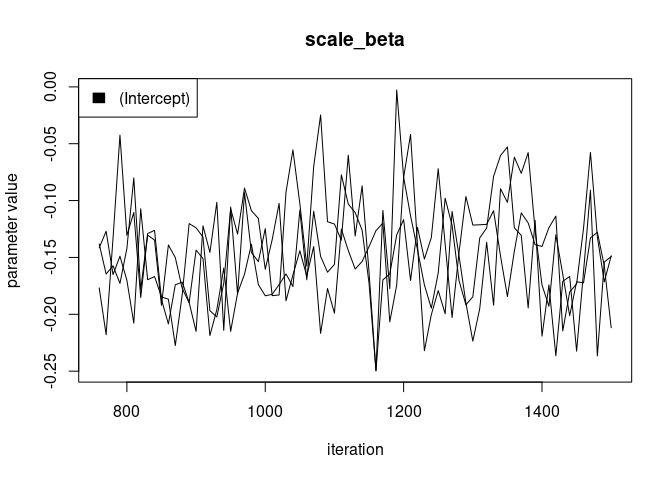 scale_beta
(Intercept)
0.00
-0.05
-0.10
-0.15
-0.20
-0.25
parameter value
800 1000 1200 1400
iteration